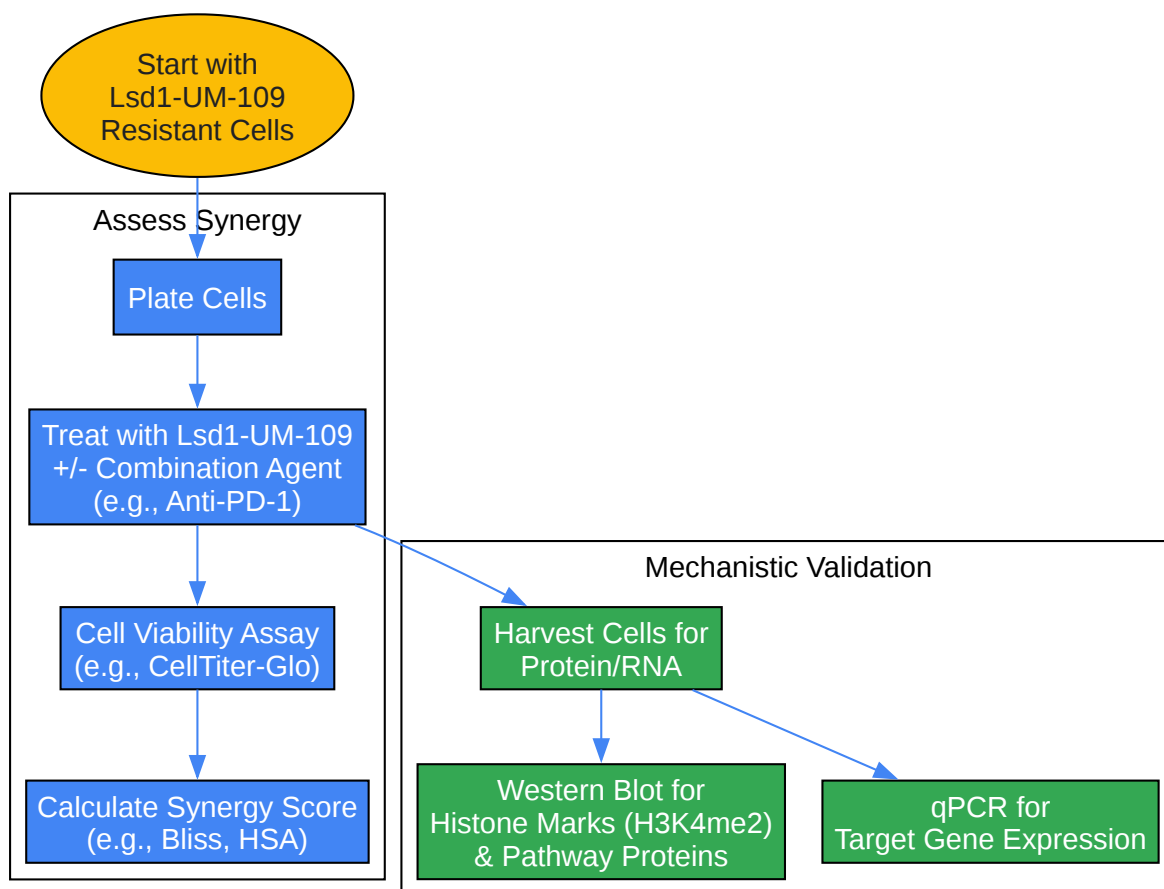 Start with
Lsd1-UM-109
Resistant Cells
Assess Synergy
Plate Cells
Treat with Lsd1-UM-109
+/- Combination Agent
(e.g., Anti-PD-1)
Mechanistic Validation
Cell Viability Assay
(e.g., CellTiter-Glo)
Harvest Cells for
Protein/RNA
Calculate Synergy Score
(e.g., Bliss, HSA)
Western Blot for
Histone Marks (H3K4me2)
& Pathway Proteins
qPCR for
Target Gene Expression